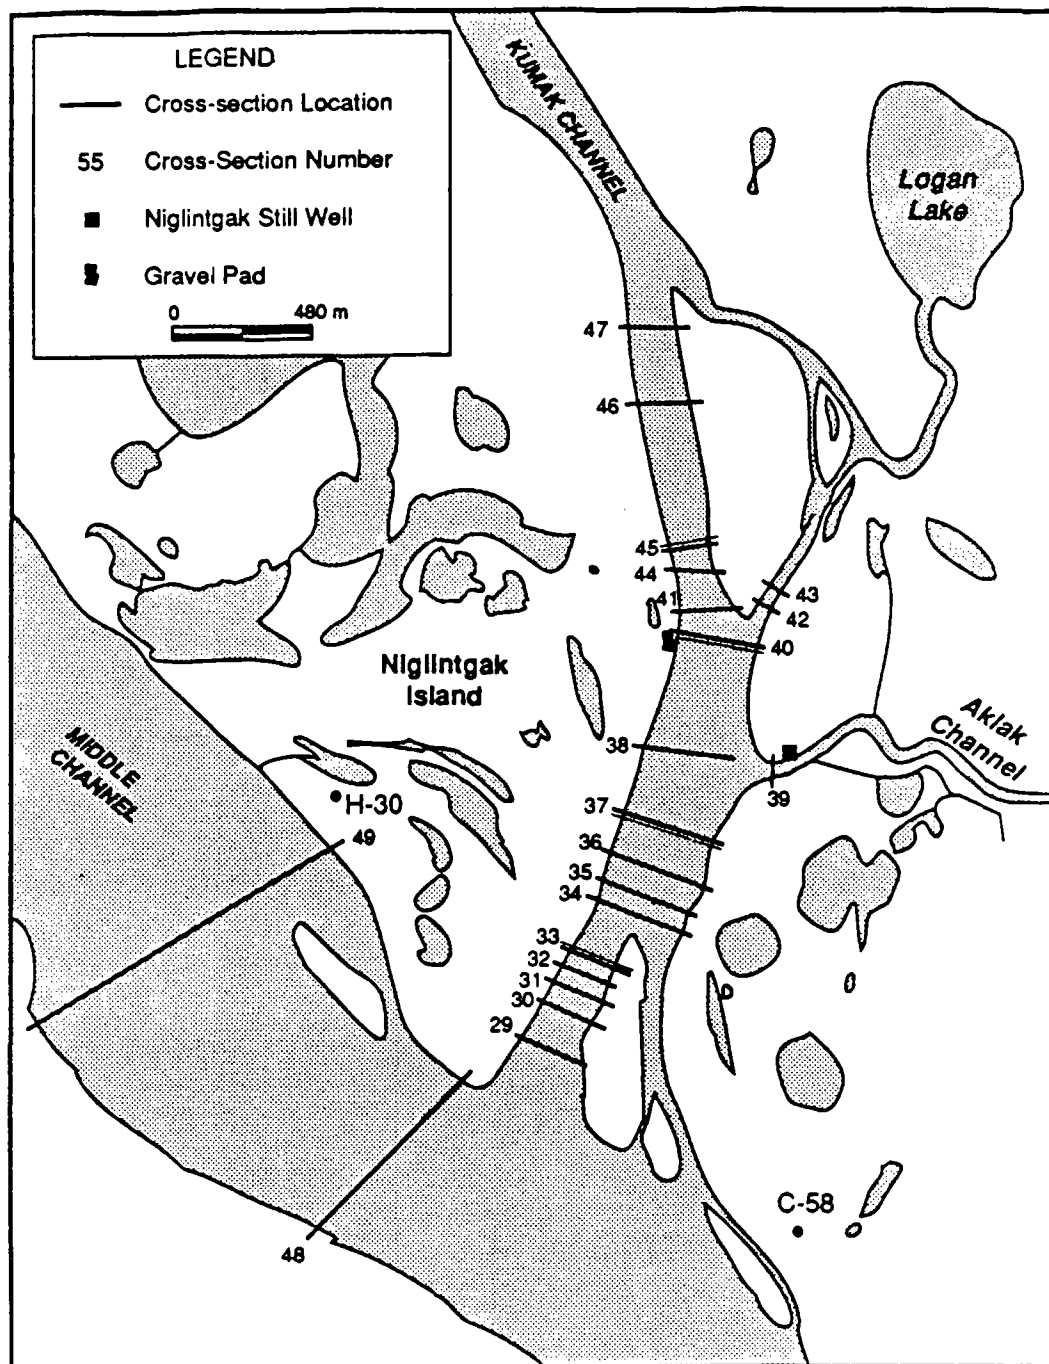 LEGEND
Cross-section Location
55 Cross-Section Number
Niglintgak Still Well
Gravel Pad
0 480 m
KUMAK CHANNEL
Logan
Lake
47
46
45
44
41
43
42
40
Niglintgak
Island
Aklak
Channel
38
39
MIDDLE
CHANNEL
H-30
49
37
36
35
34
33
32
31
30
29
C-58
48